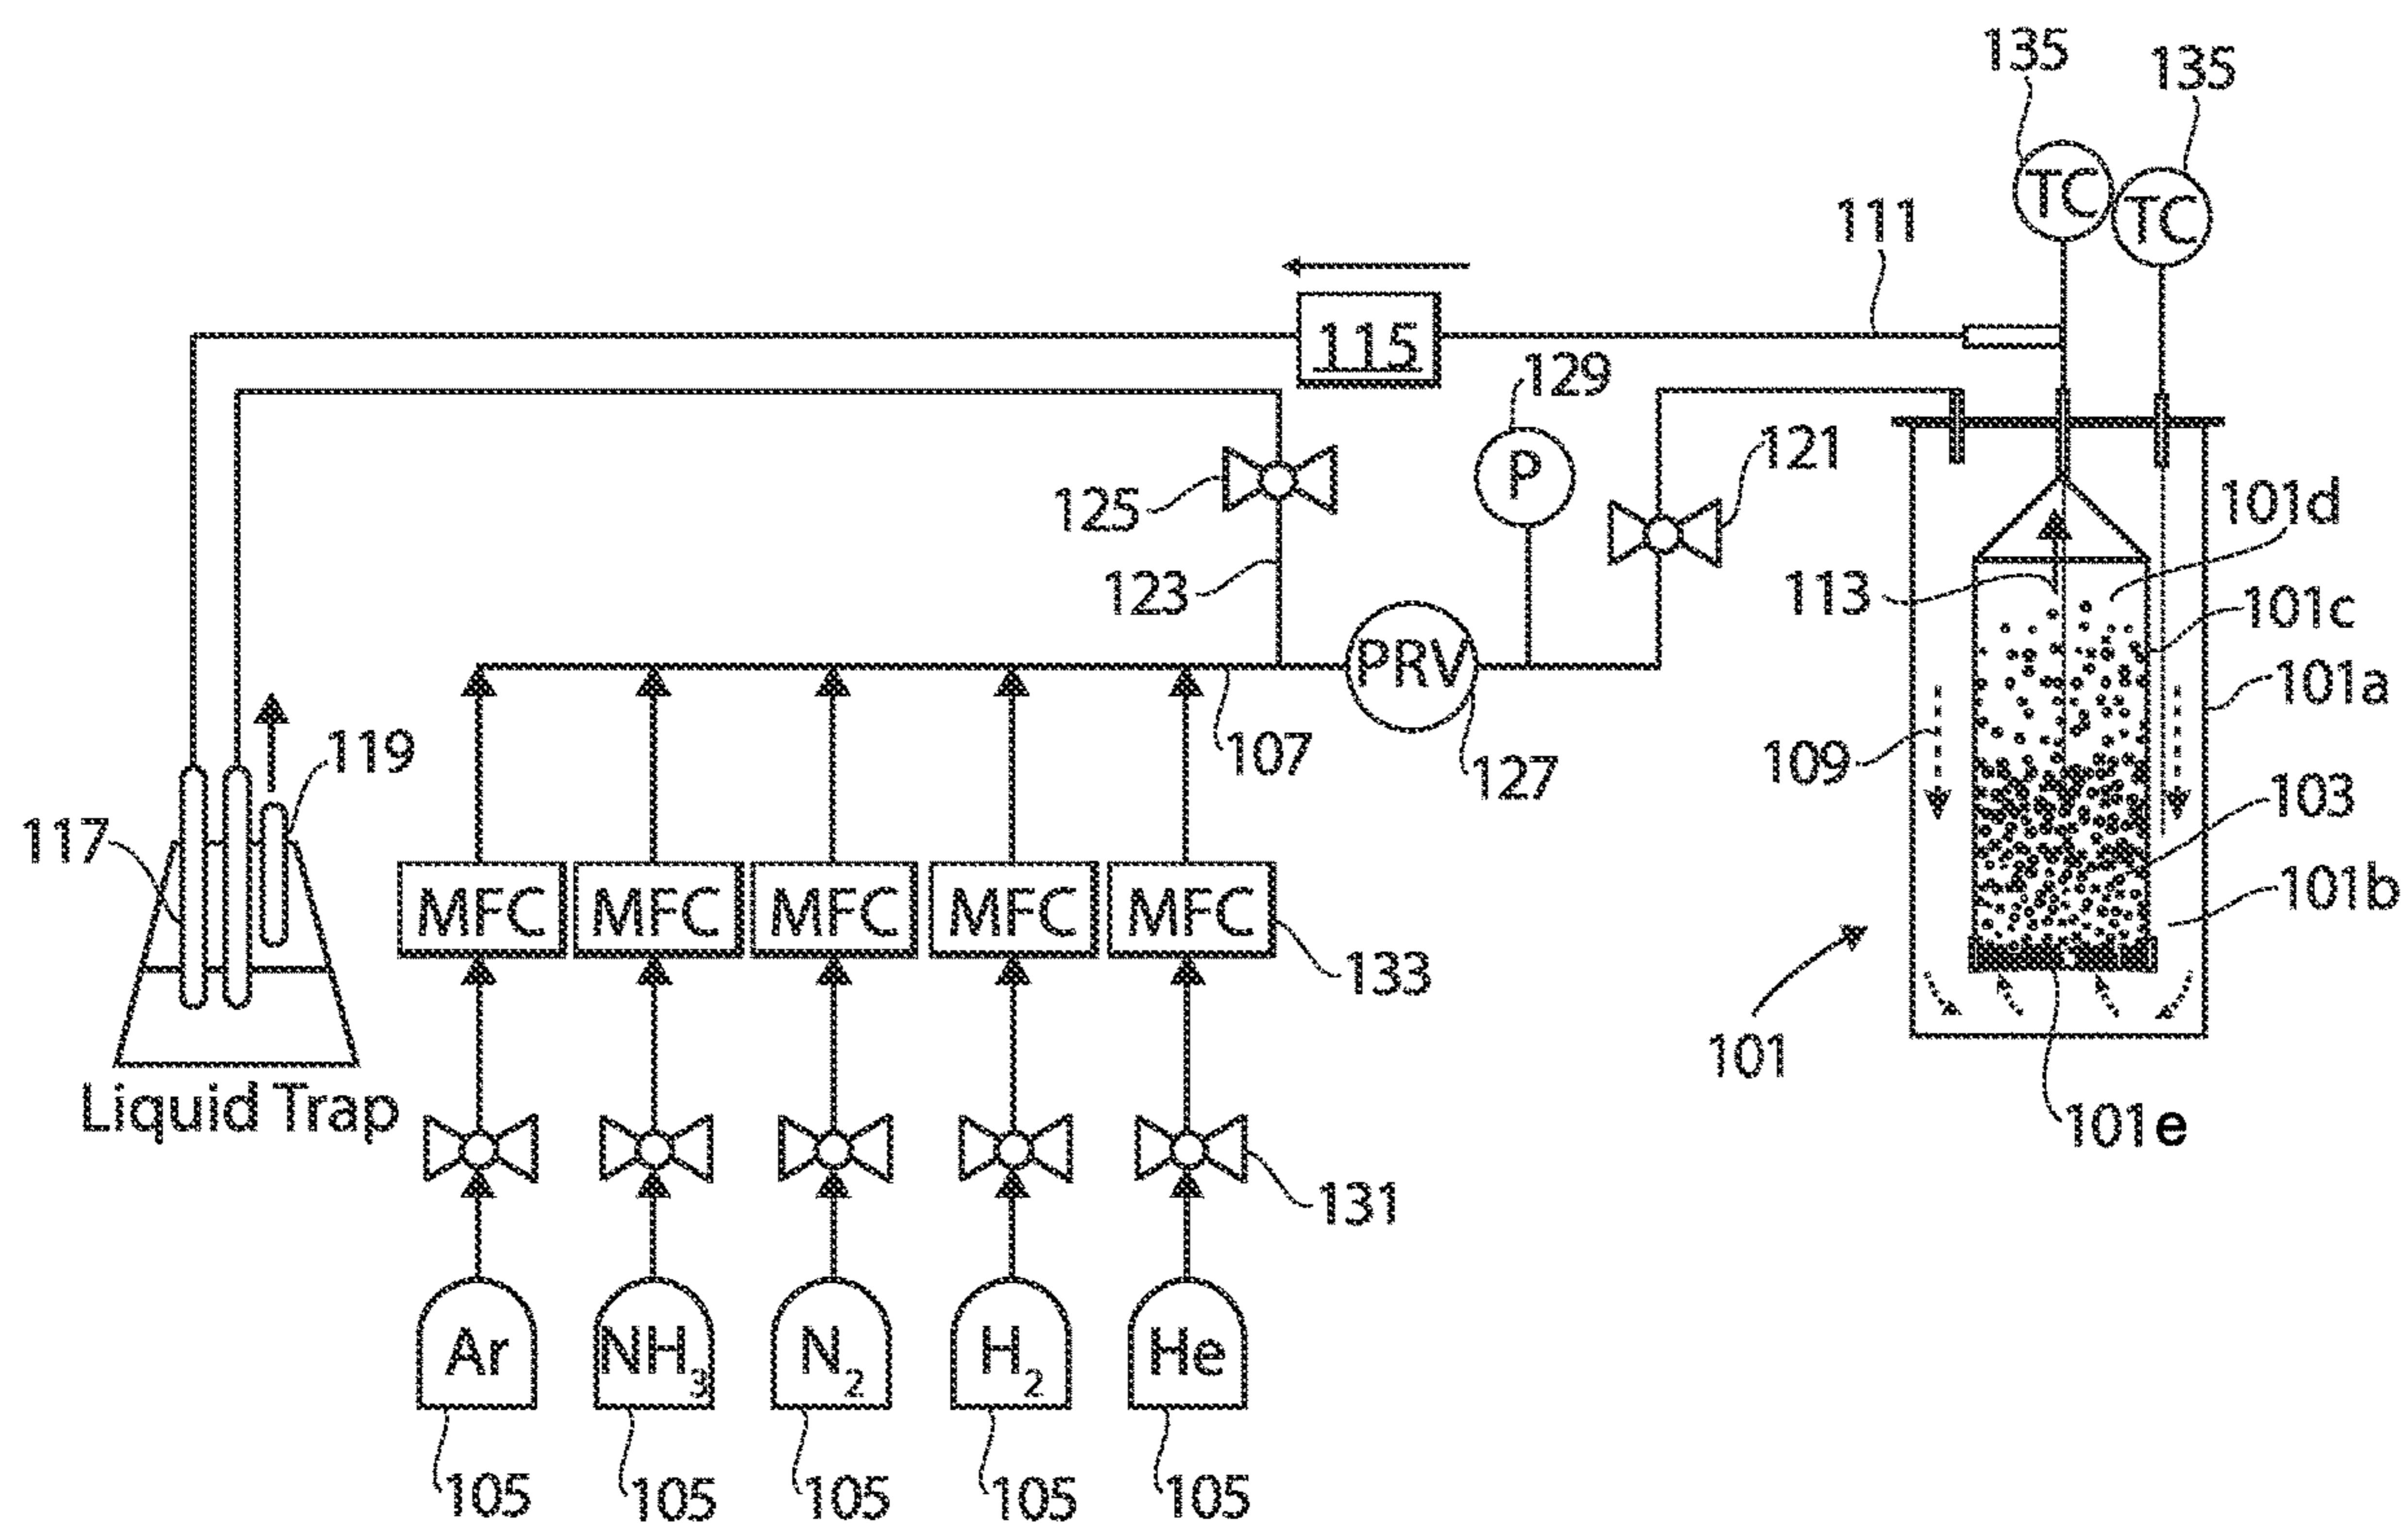 135
135
TC
TC
111
115
129
P
121
125
101d
123
113
101c
PRV
101a
107
119
109
127
103
117
101b
MFC MFC MFC MFC MFC
133
101
Liquid Trap
101e
131
Ar NH3 N2 H2 He
105 105 105 105 105